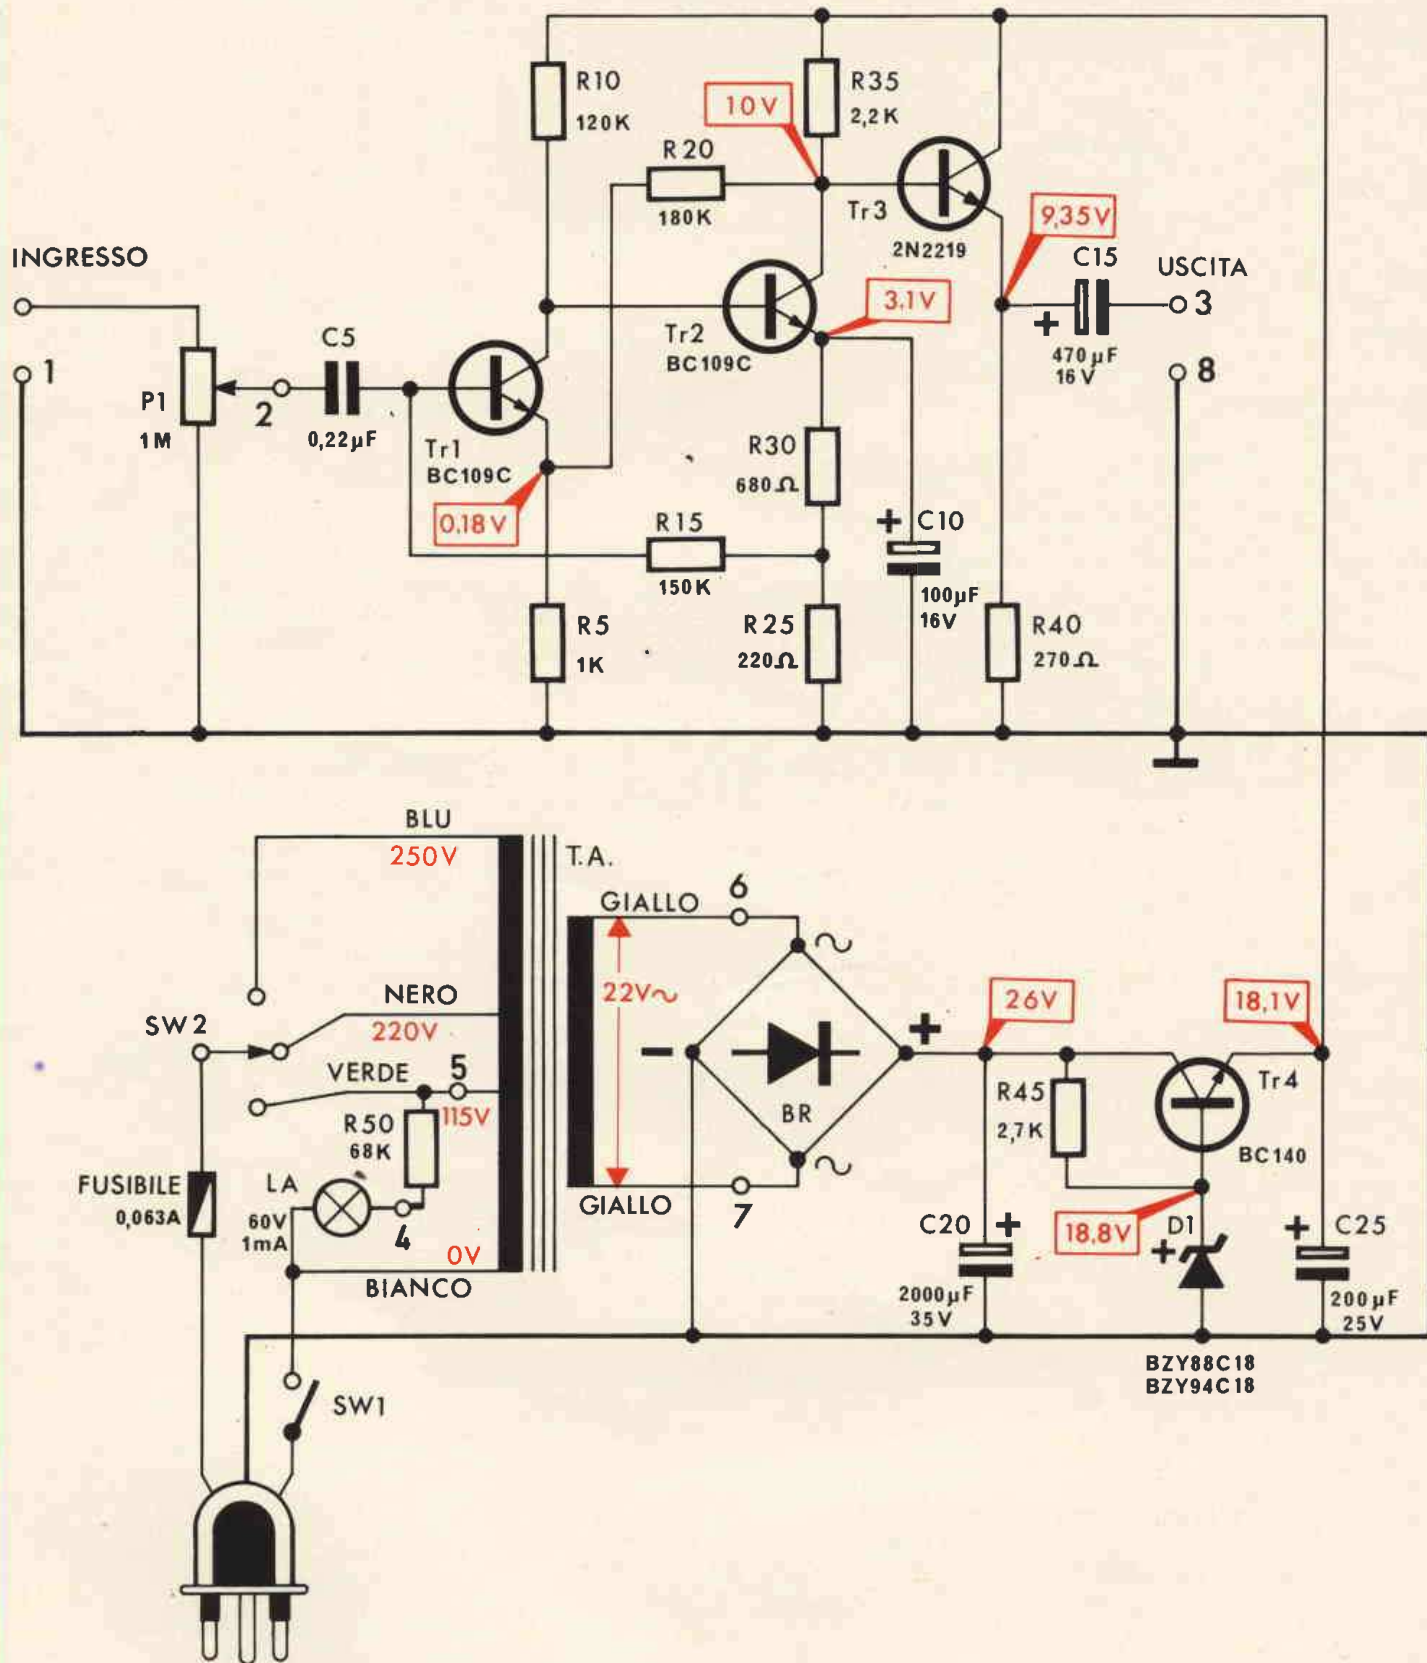 R10
120K
10V
R35
2,2K
R20
180K
Tr3
2N2219
9,35V
INGRESSO
C15
USCITA
3
470µF
16V
3.1V
Tr2
BC109C
1
C5
8
P1
1M
2
0,22µF
Tr1
BC109C
R30
680Ω
0.18V
R15
150K
C10
100µF
16V
R5
1K
R25
220Ω
R40
270Ω
BLU
250V
T.A.
GIALLO
6
NERO
220V
22V~
26V
18,1V
SW2
VERDE
5
115V
R50
68K
BR
R45
2,7K
Tr4
BC140
FUSIBILE
0,063A
LA
60V
1mA
4
GIALLO
7
C20
2000µF
35V
18,8V
D1
C25
200µF
25V
0V
BIANCO
BZY88C18
BZY94C18
SW1